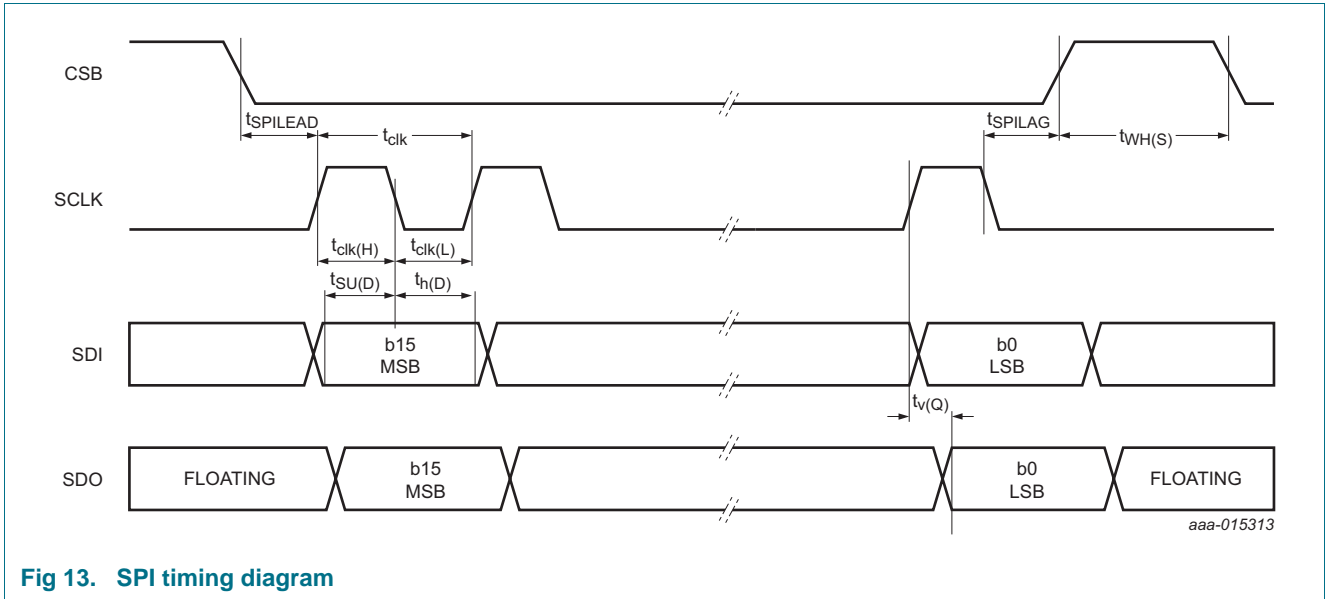 CSB
tSPILEAD
tclk
tSPILAG
tWH(S)
SCLK
tclk(H)
tclk(L)
tSU(D)
th(D)
SDI
b15
MSB
b0
LSB
tv(Q)
SDO
FLOATING
b15
MSB
b0
LSB
FLOATING
aaa-015313
Fig 13. SPI timing diagram